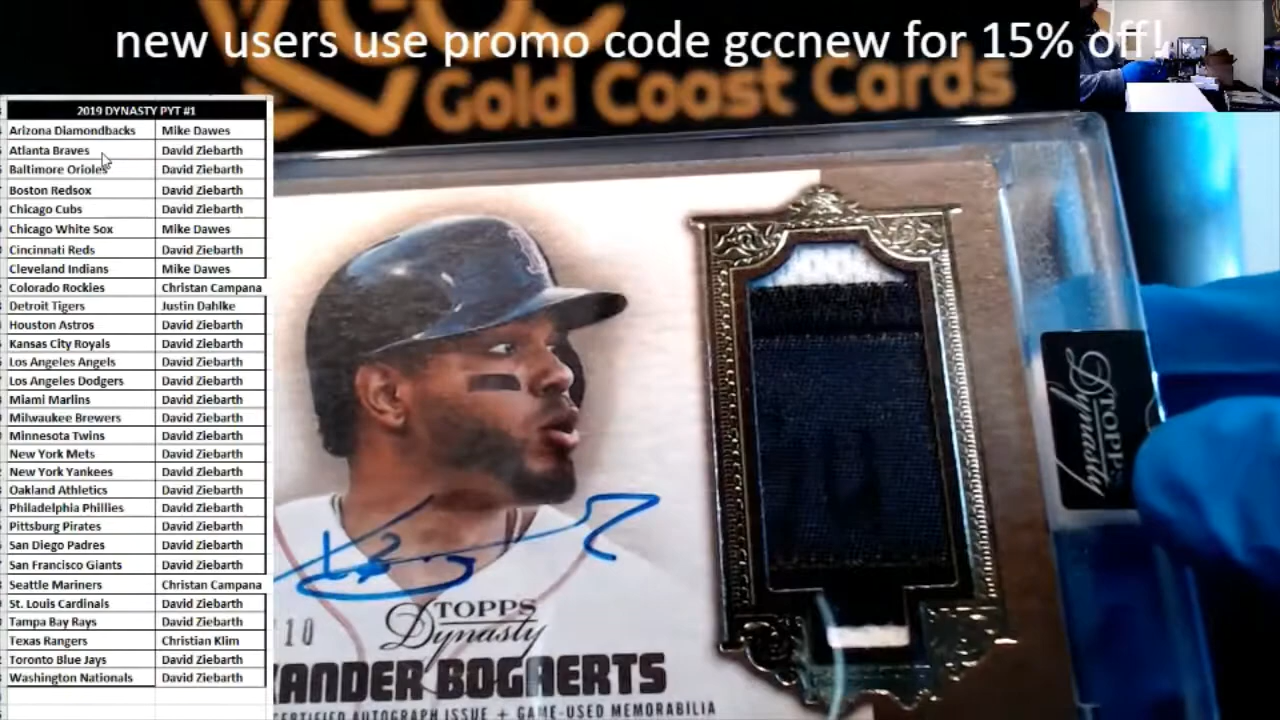 new users use promo code gccnew for 15% off!
Gold Coast Cards
2019 DYNASTY PYT #1
Arizona Diamondbacks Mike Dawes
Atlanta Braves David Ziebarth
Baltimore Orioles David Ziebarth
Boston Redsox David Ziebarth
Chicago Cubs David Ziebarth
Chicago White Sox Mike Dawes
Cincinnati Reds David Ziebarth
Cleveland Indians Mike Dawes
Colorado Rockies Christan Campana
Detroit Tigers Justin Dahlke
Houston Astros David Ziebarth
Kansas City Royals David Ziebarth
Los Angeles Angels David Ziebarth
Los Angeles Dodgers David Ziebarth
Miami Marlins David Ziebarth
Milwaukee Brewers David Ziebarth
Minnesota Twins David Ziebarth
New York Mets David Ziebarth
New York Yankees David Ziebarth
Oakland Athletics David Ziebarth
Philadelphia Phillies David Ziebarth
Pittsburg Pirates David Ziebarth
San Diego Padres David Ziebarth
San Francisco Giants David Ziebarth
Seattle Mariners Christan Campana
St. Louis Cardinals David Ziebarth
Tampa Bay Rays David Ziebarth
Texas Rangers Christian Klim
Toronto Blue Jays David Ziebarth
Washington Nationals David Ziebarth
10
TOPPS
Dynasty
XANDER BOGAERTS
CERTIFIED AUTOGRAPH ISSUE + GAME-USED MEMORABILIA
TOPPS
Dynasty